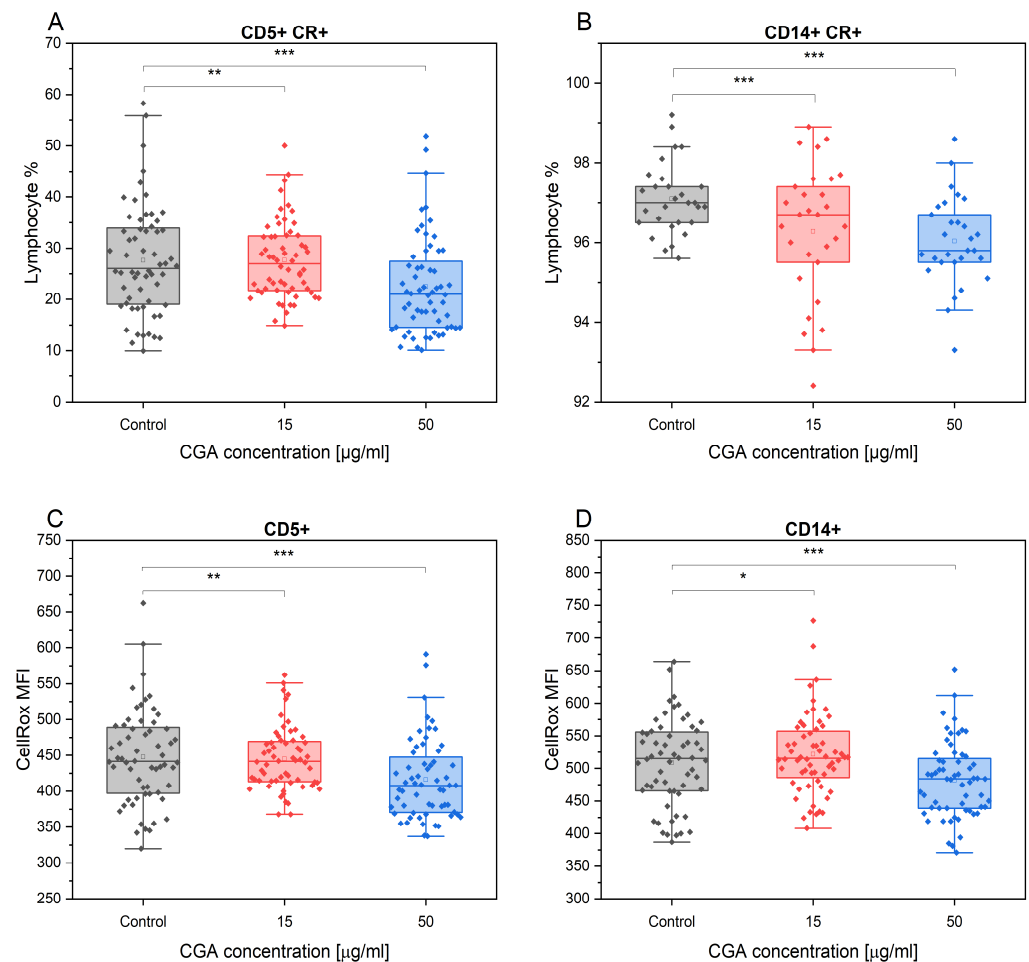 A
CD5+ CR+
Lymphocyte %
70
60
50
40
30
20
10
0
***
**
Control
15
50
CGA concentration [µg/ml]
B
CD14+ CR+
Lymphocyte %
100
98
96
94
92
***
***
Control
15
50
CGA concentration [µg/ml]
C
CD5+
CellRox MFI
750
700
650
600
550
500
450
400
350
300
250
***
**
Control
15
50
CGA concentration [µg/ml]
D
CD14+
CellRox MFI
850
800
750
700
650
600
550
500
450
400
350
300
***
*
Control
15
50
CGA concentration [µg/ml]